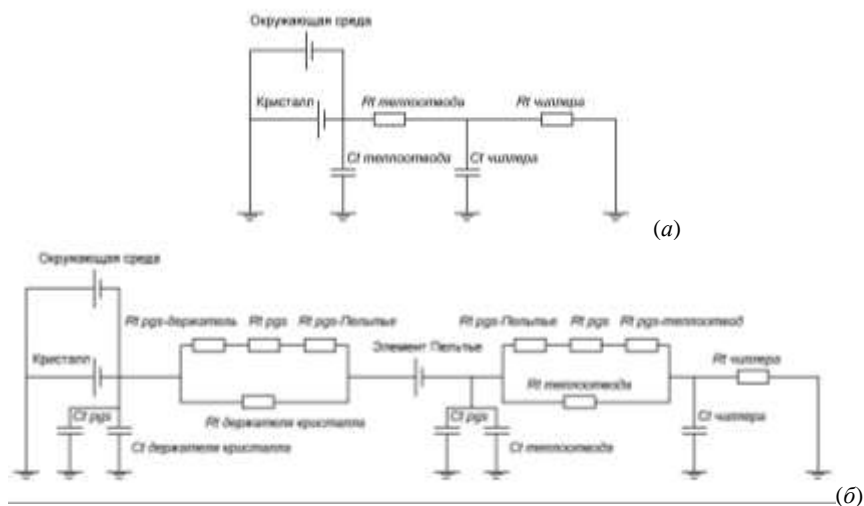 Окружающая среда
Кристалл
Rt теплоотвода
Rt чиллера
Ct теплоотвода
Ct чиллера
(а)
Окружающая среда
Rt pgs-держатель Rt pgs Rt pgs-Пельтье
Rt pgs-Пельтье Rt pgs Rt pgs-теплоотвод
Элемент Пельтье
Кристалл
Rt чиллера
Rt теплоотвода
Rt держателя кристалла
Ct pgs
Ct держателя кристалла
Ct pgs
Ct теплоотвода
Ct чиллера
(б)